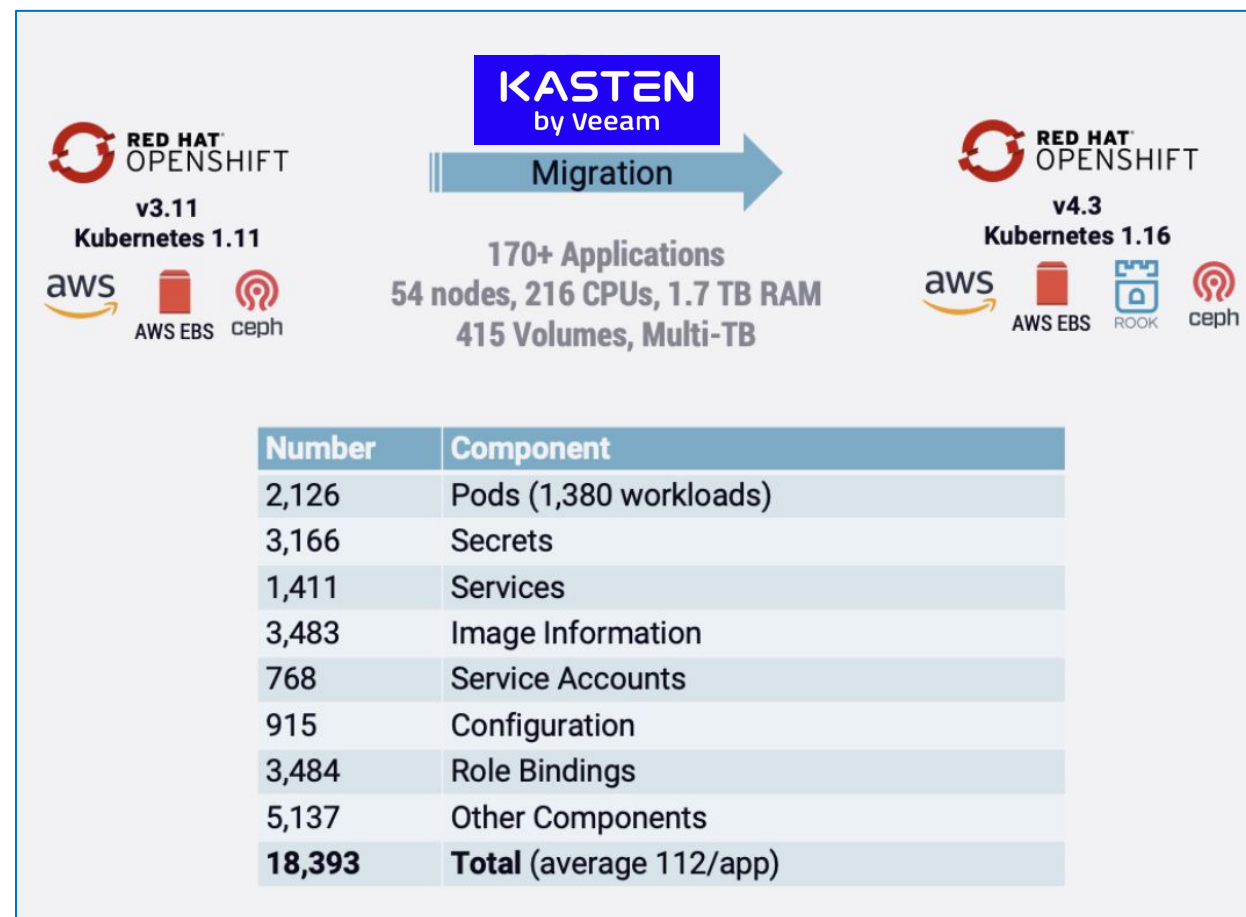 KASTEN
by Veeam
Migration
RED HAT
OPENSHIFT
v3.11
Kubernetes 1.11
aws
AWS EBS
ceph
170+ Applications
54 nodes, 216 CPUs, 1.7 TB RAM
415 Volumes, Multi-TB
RED HAT
OPENSHIFT
v4.3
Kubernetes 1.16
aws
AWS EBS
ROOK
ceph
Number Component
2,126 Pods (1,380 workloads)
3,166 Secrets
1,411 Services
3,483 Image Information
768 Service Accounts
915 Configuration
3,484 Role Bindings
5,137 Other Components
18,393 Total (average 112/app)